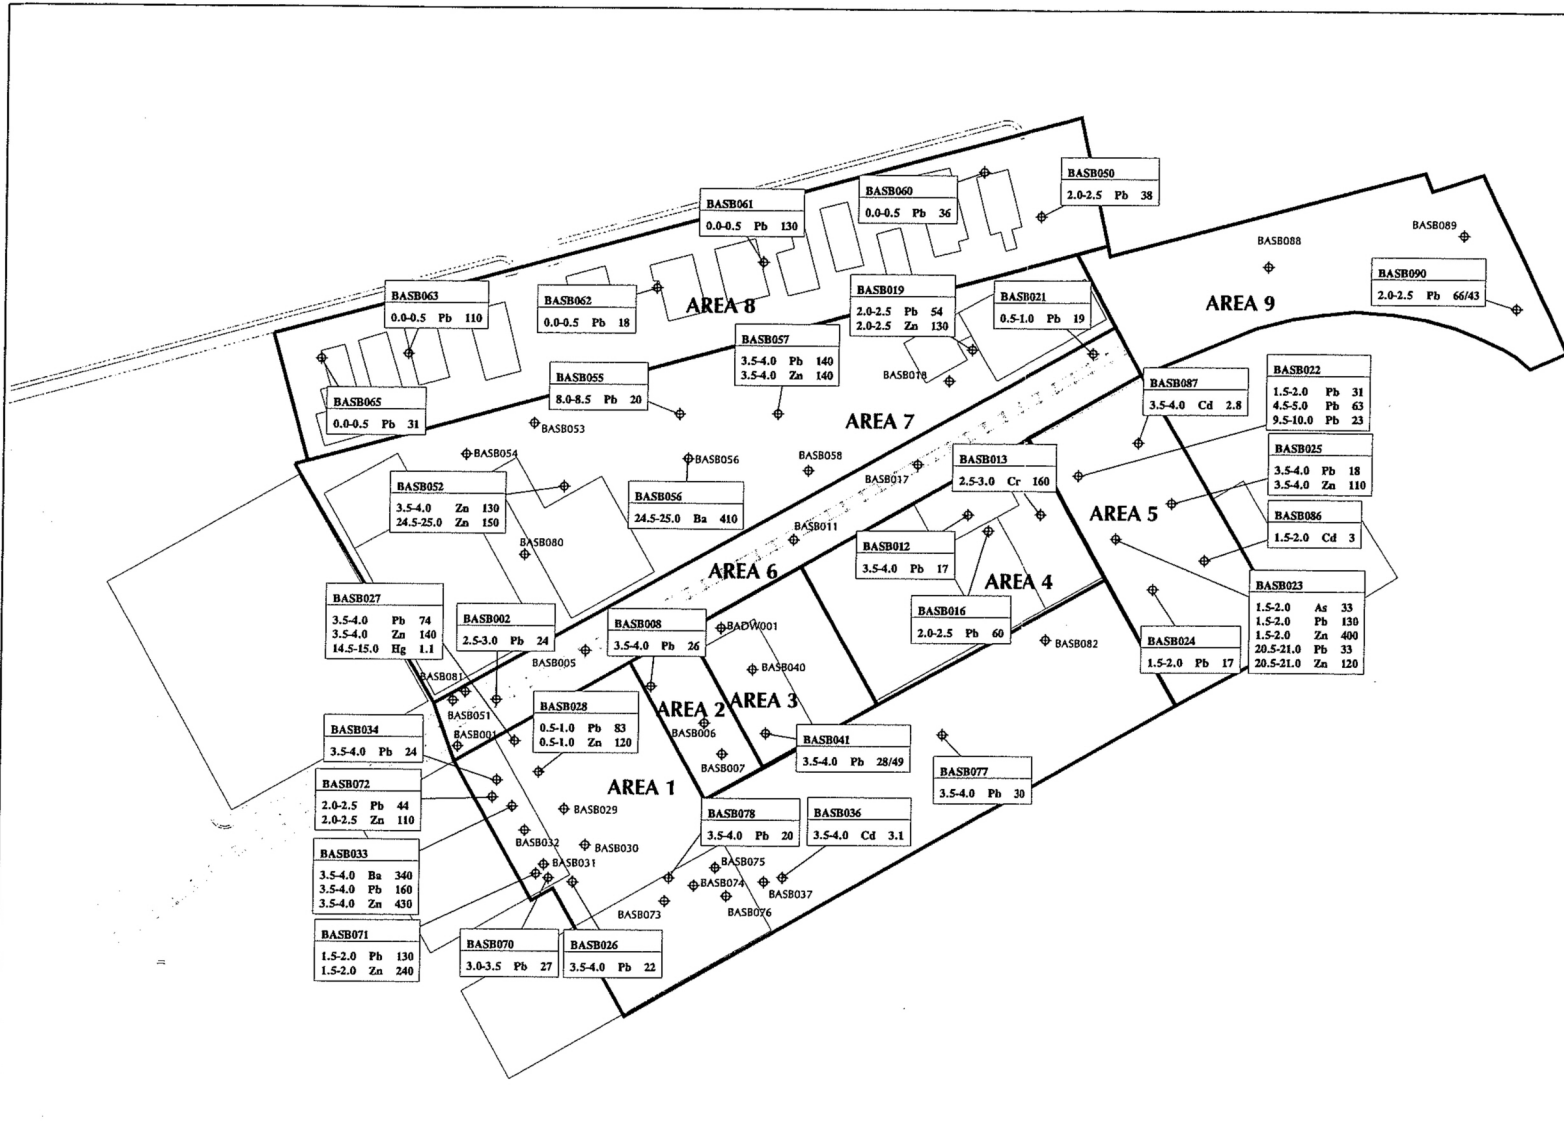 BASB050
2.0-2.5 Pb 38
BASB060
0.0-0.5 Pb 36
BASB061
0.0-0.5 Pb 130
BASB089
BASB088
BASB090
2.0-2.5 Pb 66/43
BASB063
0.0-0.5 Pb 110
BASB062
0.0-0.5 Pb 18
AREA 8
BASB019
2.0-2.5 Pb 54
2.0-2.5 Zn 130
BASB021
0.5-1.0 Pb 19
AREA 9
BASB057
3.5-4.0 Pb 140
3.5-4.0 Zn 140
BASB018
BASB055
8.0-8.5 Pb 20
BASB087
3.5-4.0 Cd 2.8
BASB022
1.5-2.0 Pb 31
4.5-5.0 Pb 63
9.5-10.0 Pb 23
BASB065
0.0-0.5 Pb 31
BASB053
AREA 7
BASB054
BASB056
BASB058
BASB017
BASB013
2.5-3.0 Cr 160
BASB025
3.5-4.0 Pb 18
3.5-4.0 Zn 110
BASB052
3.5-4.0 Zn 130
24.5-25.0 Zn 150
BASB056
24.5-25.0 Ba 410
AREA 5
BASB086
1.5-2.0 Cd 3
BASB011
BASB080
BASB012
3.5-4.0 Pb 17
AREA 6
AREA 4
BASB023
1.5-2.0 As 33
1.5-2.0 Pb 130
1.5-2.0 Zn 400
20.5-21.0 Pb 33
20.5-21.0 Zn 120
BASB027
3.5-4.0 Pb 74
3.5-4.0 Zn 140
14.5-15.0 Hg 1.1
BASB002
2.5-3.0 Pb 24
BASB008
3.5-4.0 Pb 26
BADW001
BASB016
2.0-2.5 Pb 60
BASB082
BASB024
1.5-2.0 Pb 17
BASB005
BASB040
BASB081
BASB051
BASB028
0.5-1.0 Pb 83
0.5-1.0 Zn 120
AREA 2
AREA 3
BASB006
BASB034
3.5-4.0 Pb 24
BASB001
BASB041
3.5-4.0 Pb 28/49
BASB007
BASB077
3.5-4.0 Pb 30
BASB072
2.0-2.5 Pb 44
2.0-2.5 Zn 110
AREA 1
BASB029
BASB078
3.5-4.0 Pb 20
BASB036
3.5-4.0 Cd 3.1
BASB032
BASB030
BASB033
3.5-4.0 Ba 340
3.5-4.0 Pb 160
3.5-4.0 Zn 430
BASB031
BASB075
BASB074
BASB037
BASB073
BASB076
BASB071
1.5-2.0 Pb 130
1.5-2.0 Zn 240
BASB070
3.0-3.5 Pb 27
BASB026
3.5-4.0 Pb 22